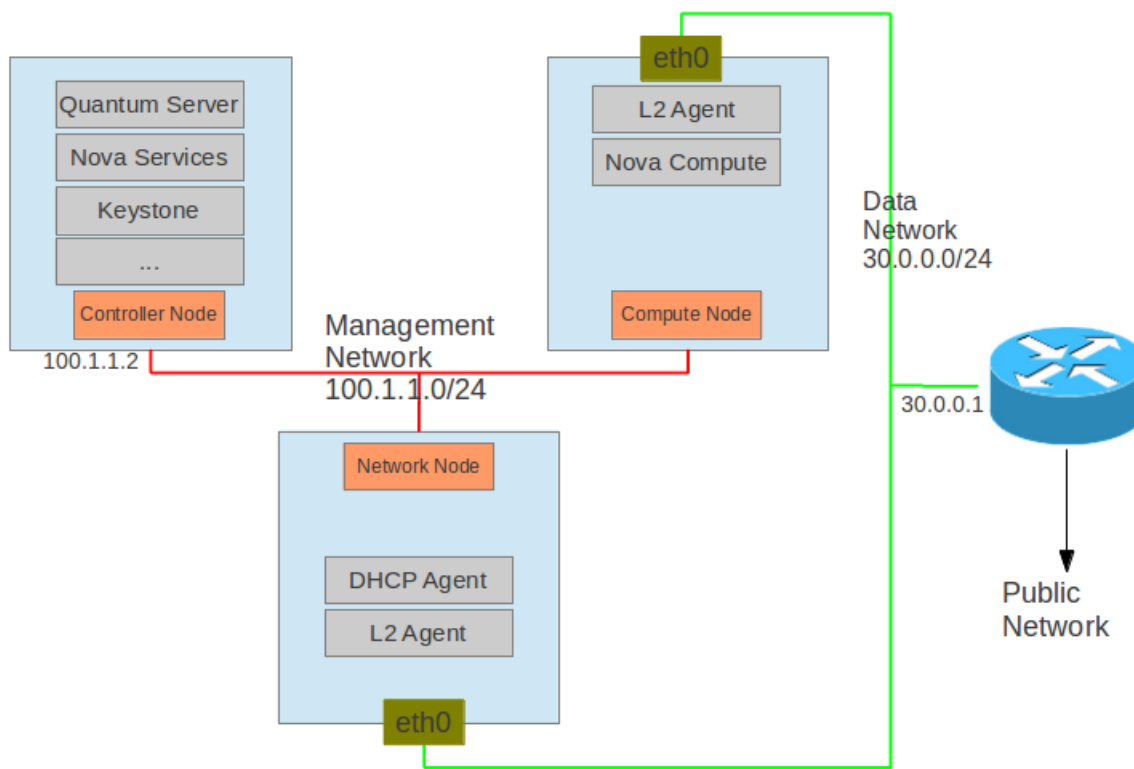 Quantum Server
Nova Services
Keystone
...
Controller Node
100.1.1.2
eth0
L2 Agent
Nova Compute
Compute Node
Management
Network
100.1.1.0/24
Data
Network
30.0.0.0/24
30.0.0.1
Network Node
DHCP Agent
L2 Agent
eth0
Public
Network